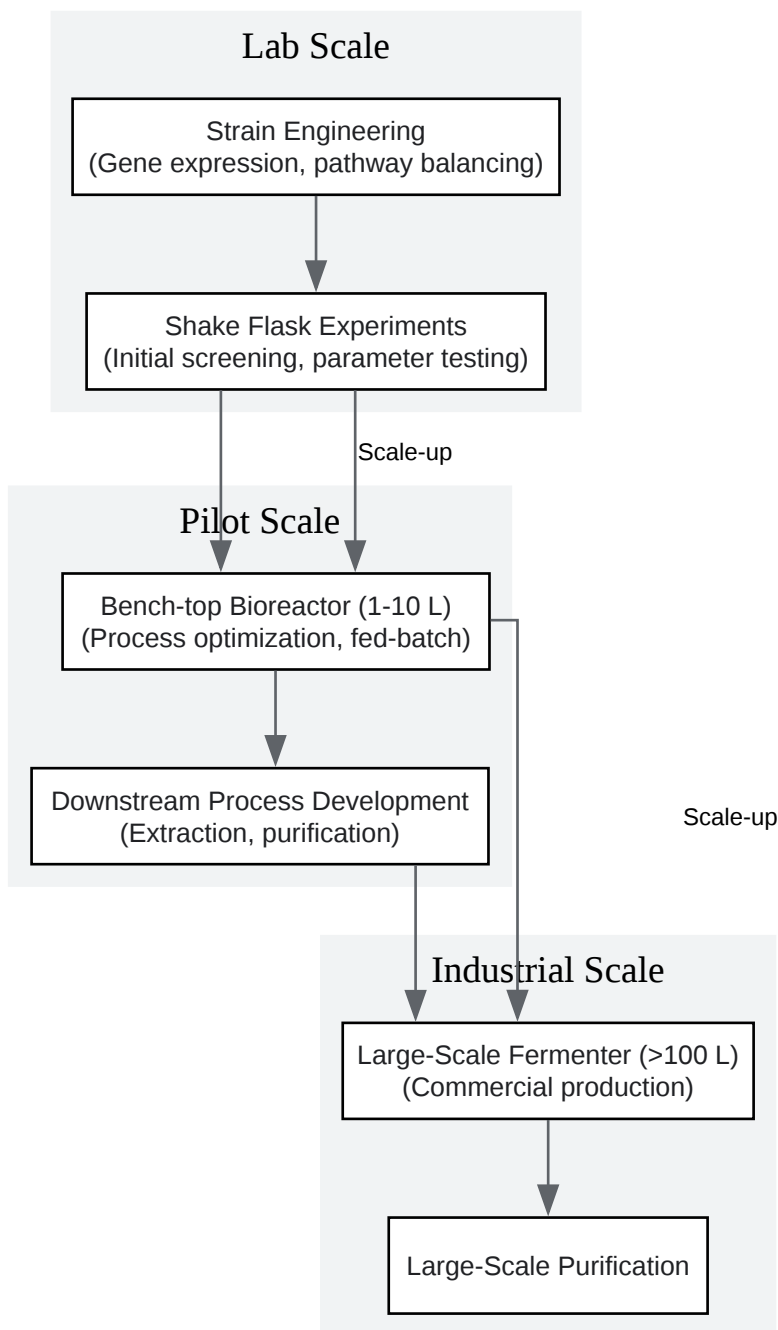 Lab Scale
Strain Engineering
(Gene expression, pathway balancing)
Shake Flask Experiments
(Initial screening, parameter testing)
Scale-up
Pilot Scale
Bench-top Bioreactor (1-10 L)
(Process optimization, fed-batch)
Downstream Process Development
(Extraction, purification)
Scale-up
Industrial Scale
Large-Scale Fermenter (>100 L)
(Commercial production)
Large-Scale Purification